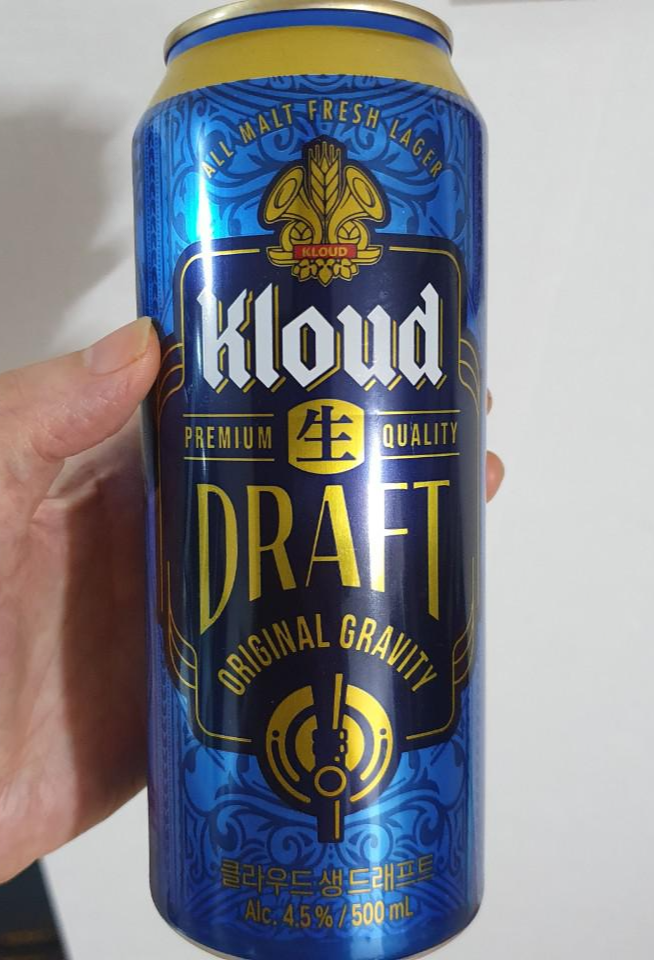 ALL MALT FRESH LAGER
KLOUD
Kloud
PREMIUM 生 QUALITY
DRAFT
ORIGINAL GRAVITY
클라우드 생 드래프트
Alc. 4.5% / 500 mL